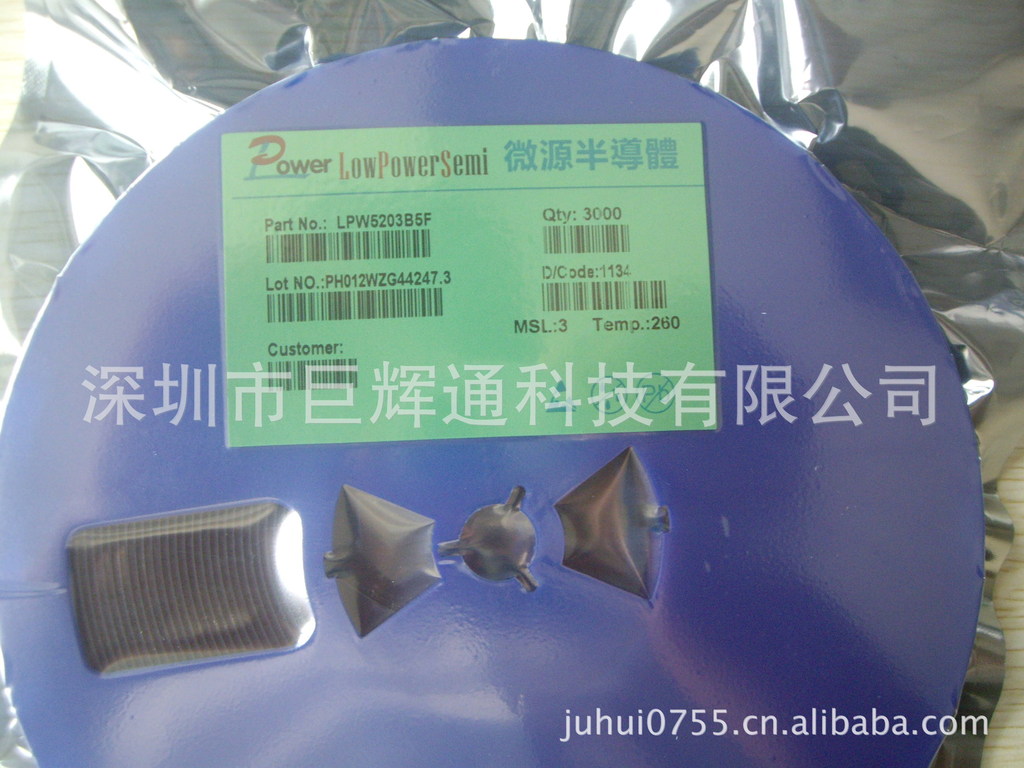 Power LowPowerSemi 微源半導體
Part No.: LPW5203B5F
Qty: 3000
Lot NO.:PH012WZG44247.3
D/Code:1134
MSL.:3 Temp.:260
Customer:
深圳市巨辉通科技有限公司
juhui0755.cn.alibaba.com